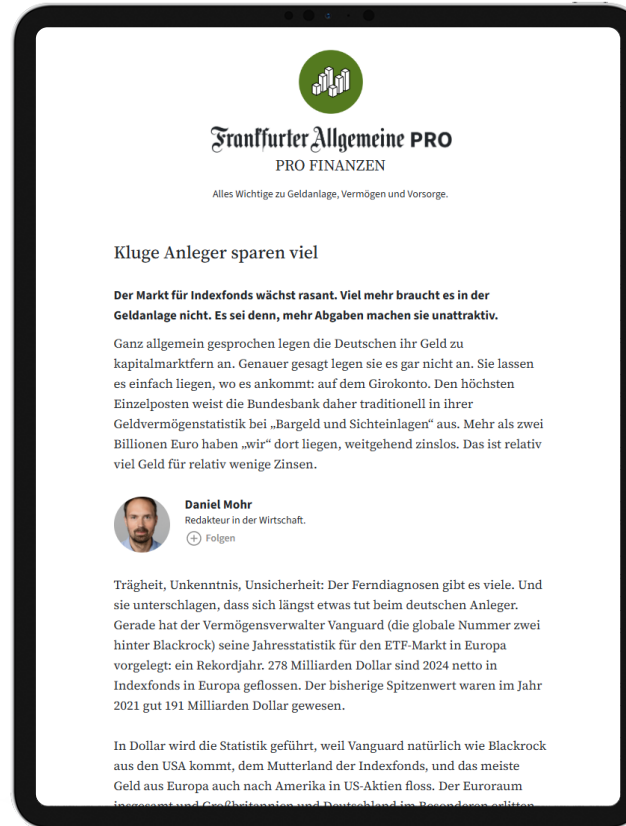 Frankfurter Allgemeine PRO
PRO FINANZEN
Alles Wichtige zu Geldanlage, Vermögen und Vorsorge.
Kluge Anleger sparen viel
Der Markt für Indexfonds wächst rasant. Viel mehr braucht es in der
Geldanlage nicht. Es sei denn, mehr Abgaben machen sie unattraktiv.
Ganz allgemein gesprochen legen die Deutschen ihr Geld zu
kapitalmarktfern an. Genauer gesagt legen sie es gar nicht an. Sie lassen
es einfach liegen, wo es ankommt: auf dem Girokonto. Den höchsten
Einzelposten weist die Bundesbank daher traditionell in ihrer
Geldvermögenstatistik bei „Bargeld und Sichteinlagen“ aus. Mehr als zwei
Billionen Euro haben „wir“ dort liegen, weitgehend zinslos. Das ist relativ
viel Geld für relativ wenige Zinsen.
Daniel Mohr
Redakteur in der Wirtschaft.
Folgen
Trägheit, Unkenntnis, Unsicherheit: Der Ferndiagnosen gibt es viele. Und
sie unterschlagen, dass sich längst etwas tut beim deutschen Anleger.
Gerade hat der Vermögensverwalter Vanguard (die globale Nummer zwei
hinter Blackrock) seine Jahresstatistik für den ETF-Markt in Europa
vorgelegt: ein Rekordjahr. 278 Milliarden Dollar sind 2024 netto in
Indexfonds in Europa geflossen. Der bisherige Spitzenwert waren im Jahr
2021 gut 191 Milliarden Dollar gewesen.
In Dollar wird die Statistik geführt, weil Vanguard natürlich wie Blackrock
aus den USA kommt, dem Mutterland der Indexfonds, und das meiste
Geld aus Europa auch nach Amerika in US-Aktien floss. Der Euroraum
insgesamt und Großbritannien und Deutschland im Besonderen erlitten